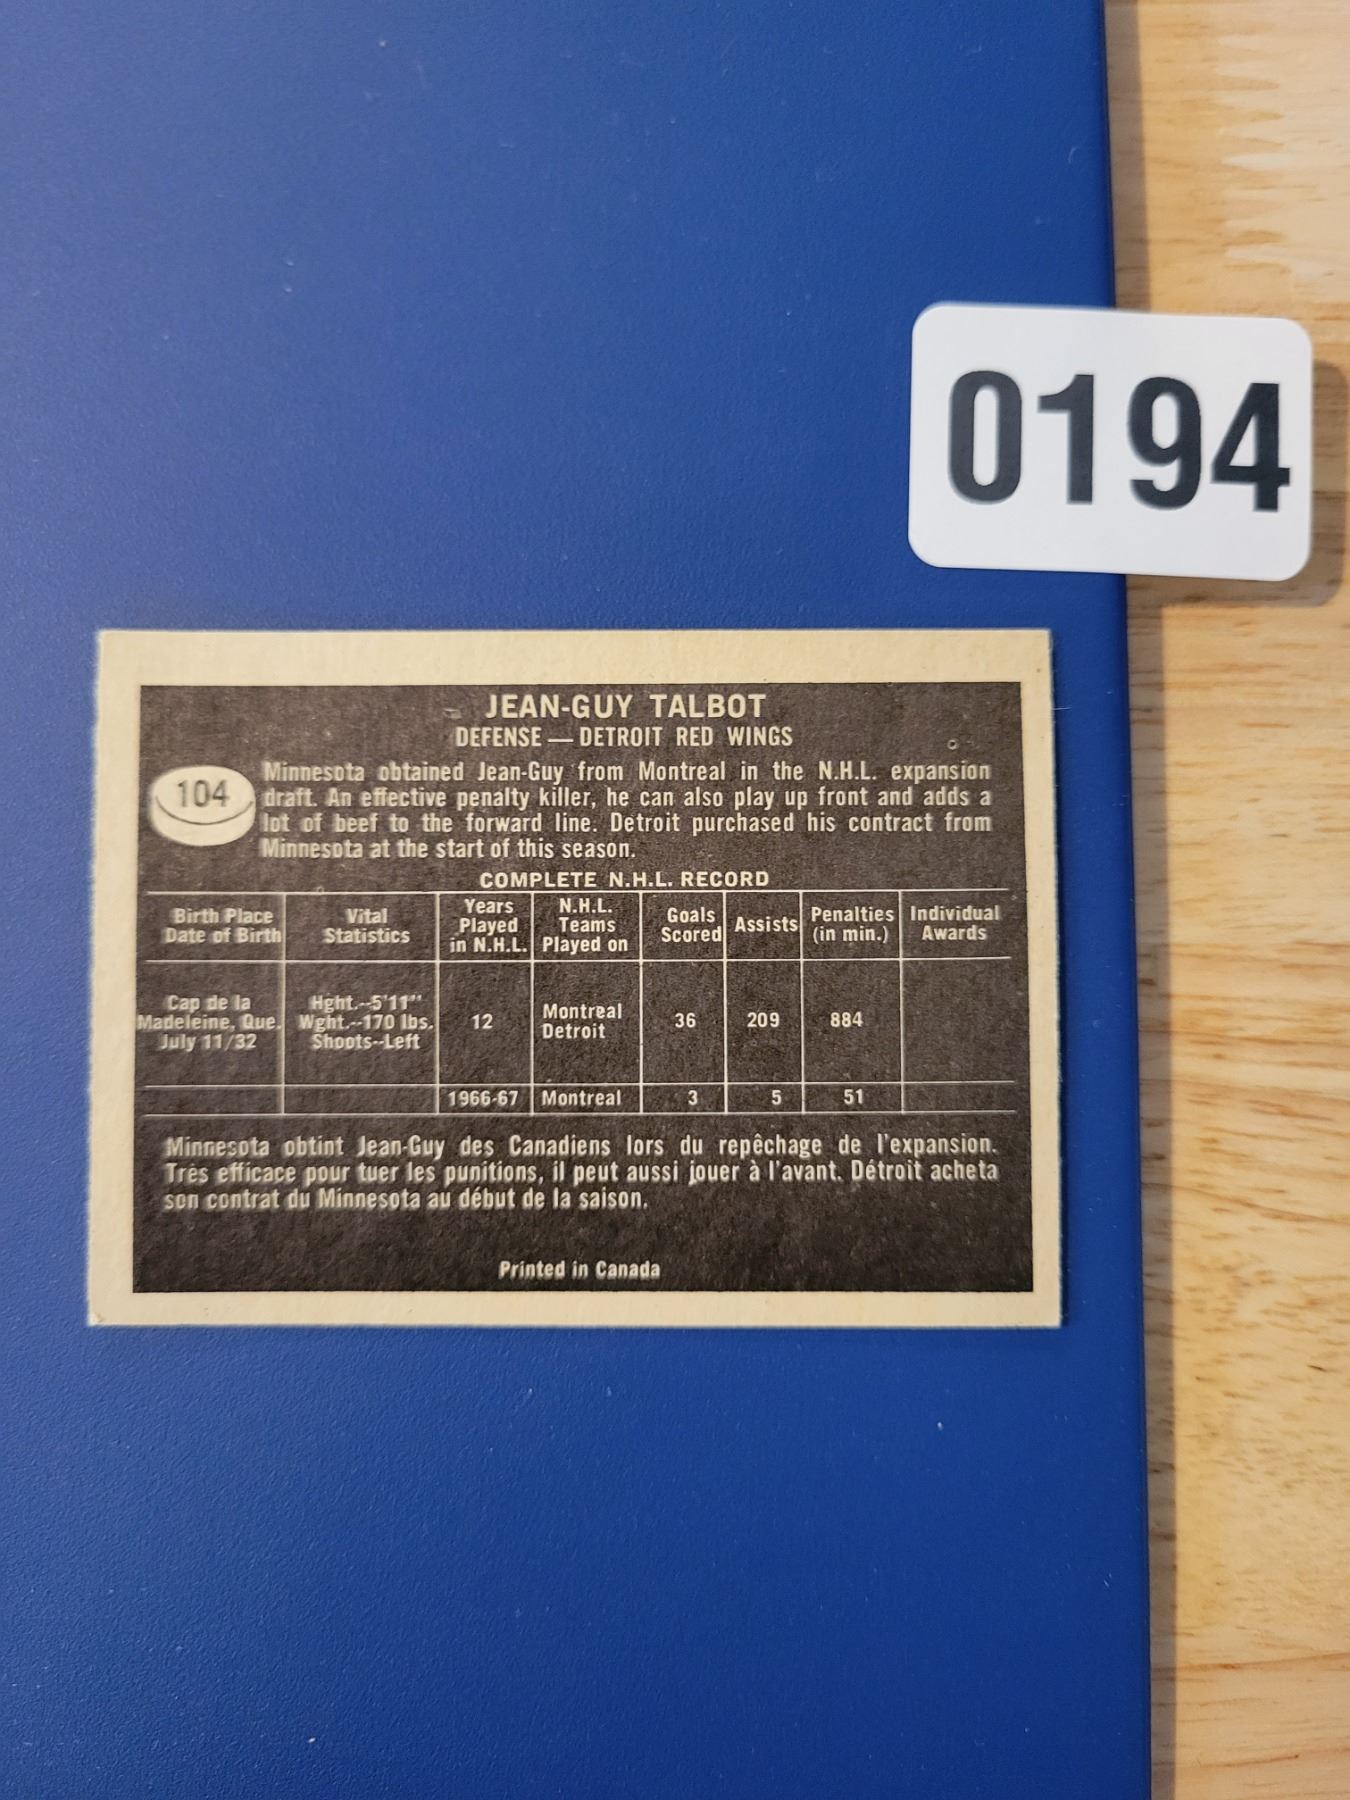 0194
JEAN-GUY TALBOT
DEFENSE — DETROIT RED WINGS
104
Minnesota obtained Jean-Guy from Montreal in the N.H.L. expansion
draft. An effective penalty killer, he can also play up front and adds a
lot of beef to the forward line. Detroit purchased his contract from
Minnesota at the start of this season.
COMPLETE N.H.L. RECORD
Birth Place
Date of Birth
Vital
Statistics
Years
Played
in N.H.L.
N.H.L.
Teams
Played on
Goals
Scored
Assists
Penalties
(in min.)
Individual
Awards
Cap de la
Madeleine, Que.
July 11/32
Hght.--5'11"
Wght.--170 lbs.
Shoots--Left
12
Montreal
Detroit
36
209
884
1966-67
Montreal
3
5
51
Minnesota obtint Jean-Guy des Canadiens lors du repêchage de l'expansion.
Très efficace pour tuer les punitions, il peut aussi jouer à l'avant. Détroit acheta
son contrat du Minnesota au début de la saison.
Printed in Canada